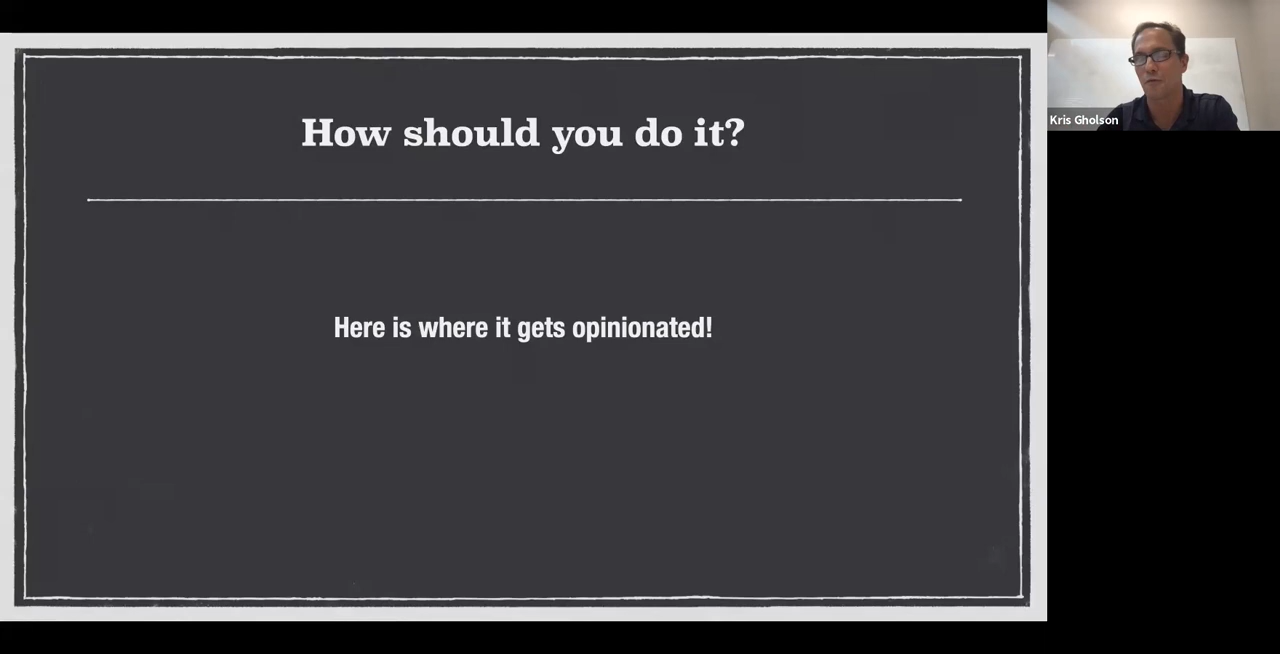 How should you do it?
Here is where it gets opinionated!
Kris Gholson